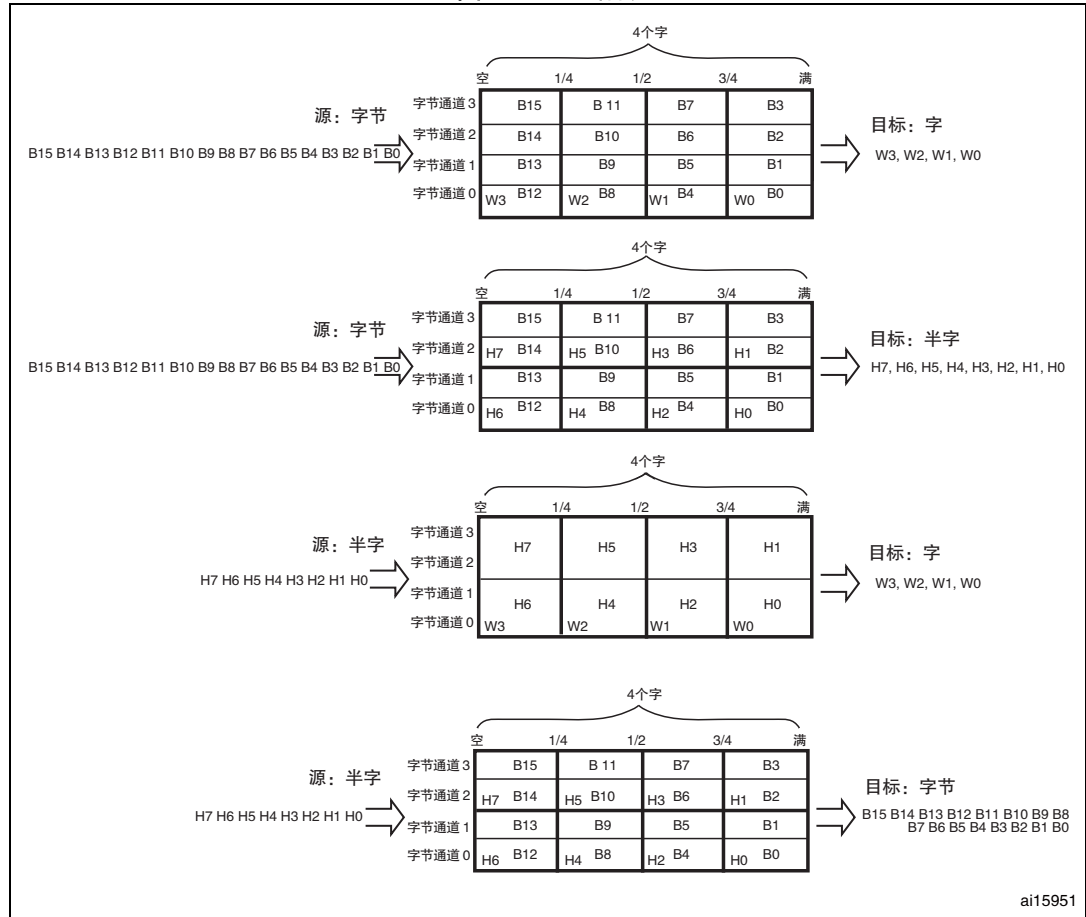 4个字
空 1/4 1/2 3/4 满
源：字节
B15 B14 B13 B12 B11 B10 B9 B8 B7 B6 B5 B4 B3 B2 B1 B0
字节通道 3 B15 B 11 B7 B3
字节通道 2 B14 B10 B6 B2
字节通道 1 B13 B9 B5 B1
字节通道 0 W3 B12 W2 B8 W1 B4 W0 B0
目标：字
W3, W2, W1, W0
4个字
空 1/4 1/2 3/4 满
源：字节
B15 B14 B13 B12 B11 B10 B9 B8 B7 B6 B5 B4 B3 B2 B1 B0
字节通道 3 B15 B 11 B7 B3
字节通道 2 H7 B14 H5 B10 H3 B6 H1 B2
字节通道 1 B13 B9 B5 B1
字节通道 0 H6 B12 H4 B8 H2 B4 H0 B0
目标：半字
H7, H6, H5, H4, H3, H2, H1, H0
4个字
空 1/4 1/2 3/4 满
源：半字
H7 H6 H5 H4 H3 H2 H1 H0
字节通道 3
H7 H5 H3 H1
字节通道 2
字节通道 1
H6 H4 H2 H0
字节通道 0 W3 W2 W1 W0
目标：字
W3, W2, W1, W0
4个字
空 1/4 1/2 3/4 满
源：半字
H7 H6 H5 H4 H3 H2 H1 H0
字节通道 3 B15 B 11 B7 B3
字节通道 2 H7 B14 H5 B10 H3 B6 H1 B2
字节通道 1 B13 B9 B5 B1
字节通道 0 H6 B12 H4 B8 H2 B4 H0 B0
目标：字节
B15 B14 B13 B12 B11 B10 B9 B8
B7 B6 B5 B4 B3 B2 B1 B0
ai15951